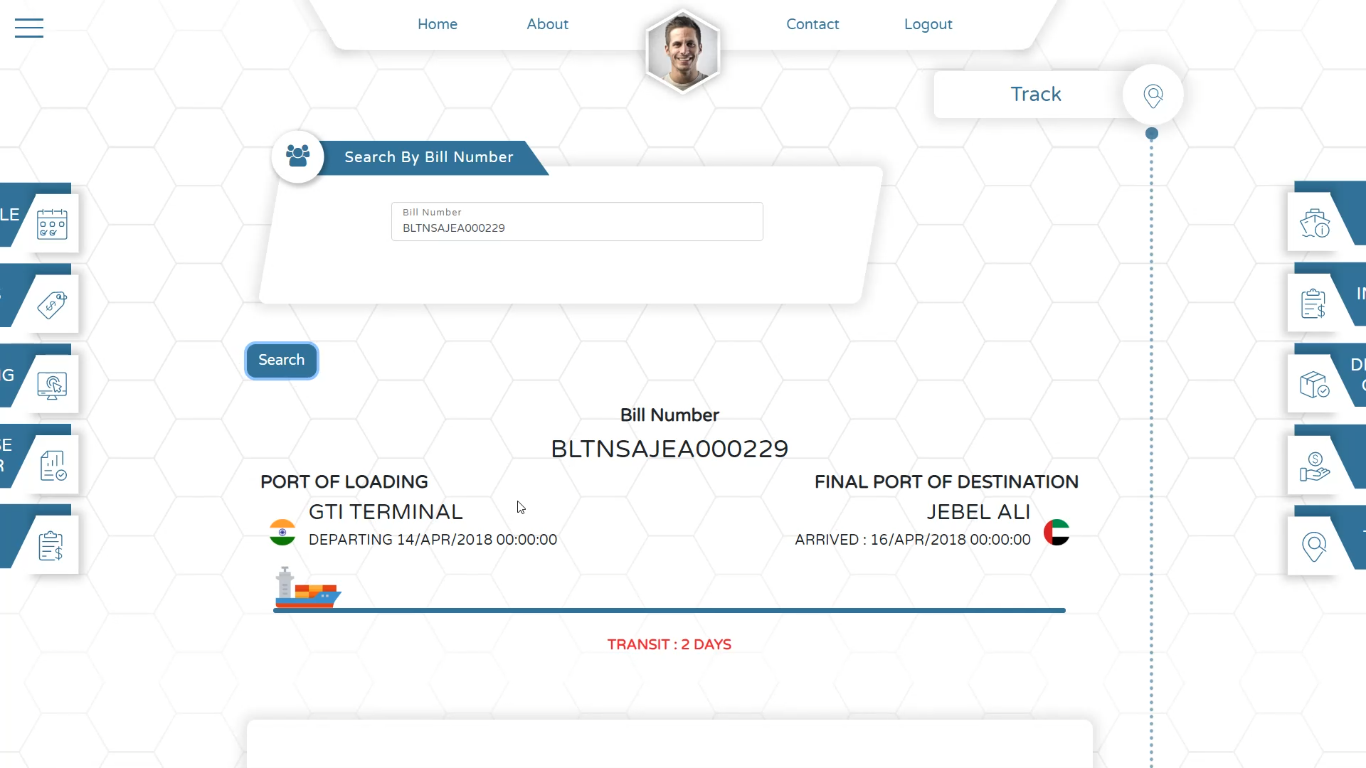 Home
About
Contact
Logout
Track
Search By Bill Number
Bill Number
BLTNSAJEA000229
Search
Bill Number
BLTNSAJEA000229
PORT OF LOADING
FINAL PORT OF DESTINATION
GTI TERMINAL
JEBEL ALI
DEPARTING 14/APR/2018 00:00:00
ARRIVED : 16/APR/2018 00:00:00
TRANSIT : 2 DAYS